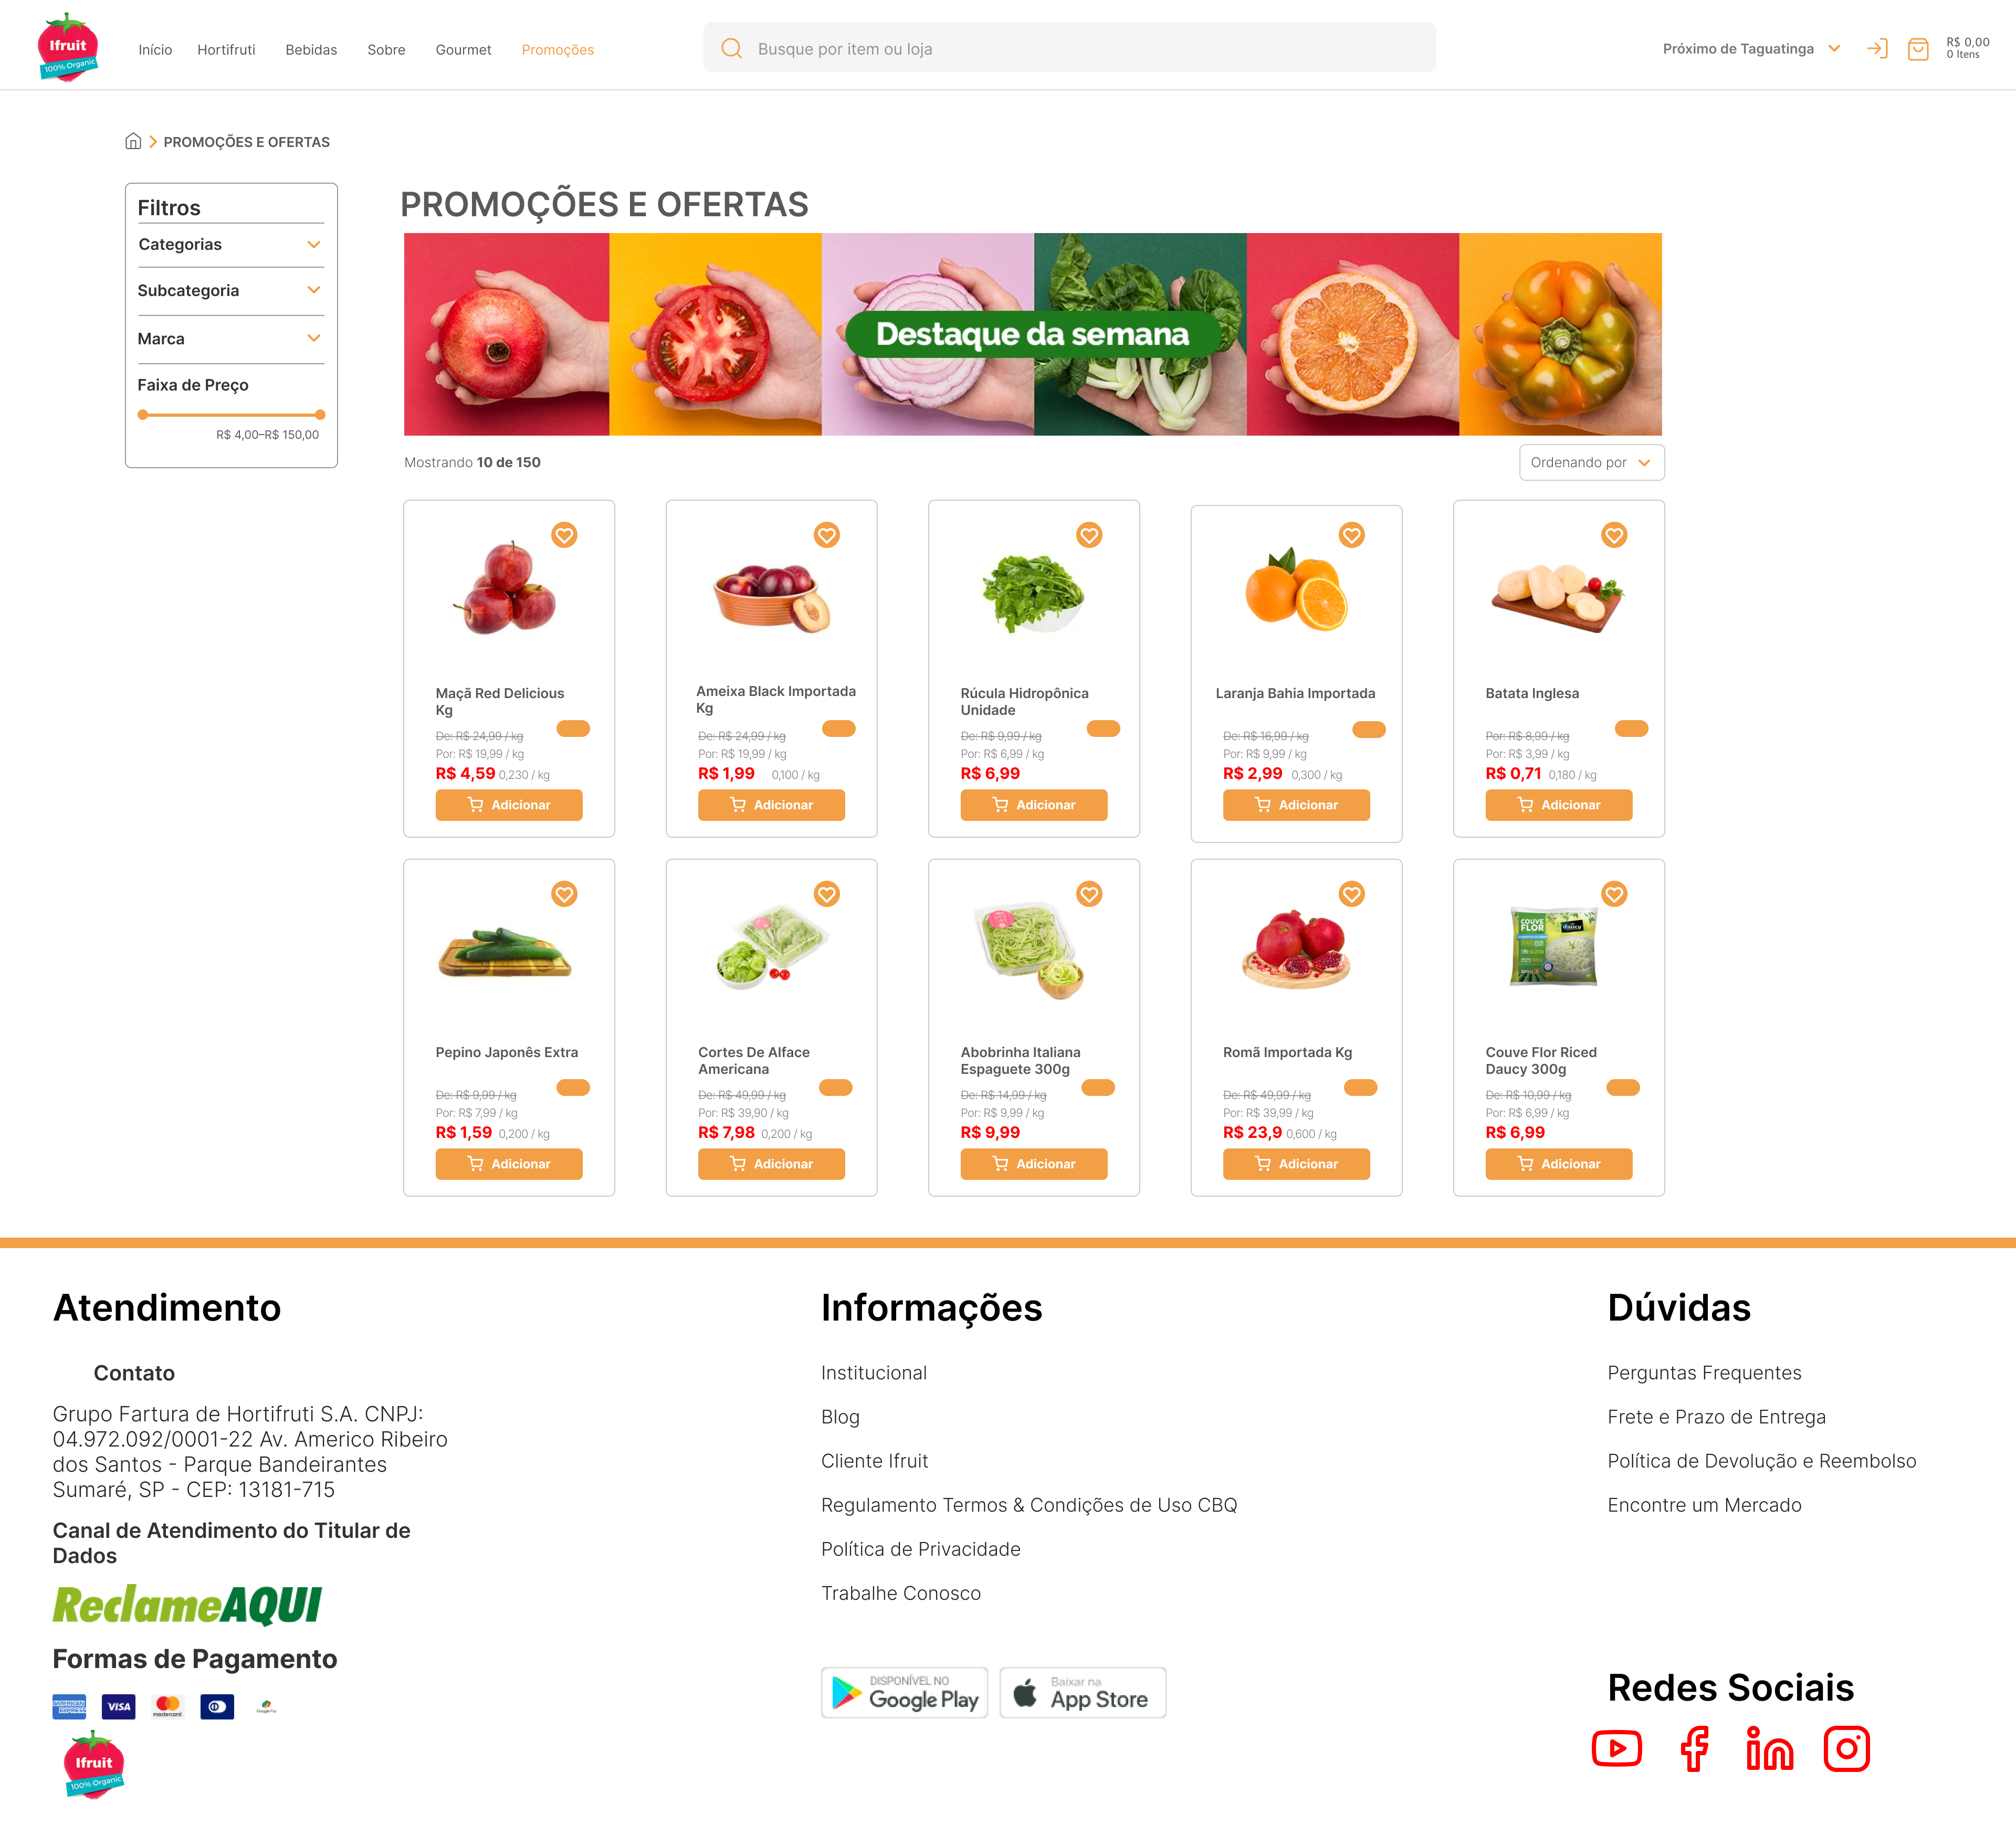 Ifruit
100% Organic
Início Hortifruti Bebidas Sobre Gourmet Promoções
Busque por item ou loja
Próximo de Taguatinga
R$ 0,00
0 Itens
PROMOÇÕES E OFERTAS
Filtros
Categorias
Subcategoria
Marca
Faixa de Preço
R$ 4,00–R$ 150,00
PROMOÇÕES E OFERTAS
Destaque da semana
Mostrando 10 de 150
Ordenando por
Maçã Red Delicious
Kg
De: R$ 24,99 / kg
Por: R$ 19,99 / kg
R$ 4,59 0,230 / kg
Adicionar
Ameixa Black Importada
Kg
De: R$ 24,99 / kg
Por: R$ 19,99 / kg
R$ 1,99 0,100 / kg
Adicionar
Rúcula Hidropônica
Unidade
De: R$ 9,99 / kg
Por: R$ 6,99 / kg
R$ 6,99
Adicionar
Laranja Bahia Importada
De: R$ 16,99 / kg
Por: R$ 9,99 / kg
R$ 2,99 0,300 / kg
Adicionar
Batata Inglesa
Por: R$ 8,99 / kg
Por: R$ 3,99 / kg
R$ 0,71 0,180 / kg
Adicionar
Pepino Japonês Extra
De: R$ 9,99 / kg
Por: R$ 7,99 / kg
R$ 1,59 0,200 / kg
Adicionar
Cortes De Alface
Americana
De: R$ 49,99 / kg
Por: R$ 39,90 / kg
R$ 7,98 0,200 / kg
Adicionar
Abobrinha Italiana
Espaguete 300g
De: R$ 14,99 / kg
Por: R$ 9,99 / kg
R$ 9,99
Adicionar
Romã Importada Kg
De: R$ 49,99 / kg
Por: R$ 39,99 / kg
R$ 23,9 0,600 / kg
Adicionar
COUVE
FLOR
daucy
Couve Flor Riced
Daucy 300g
De: R$ 10,99 / kg
Por: R$ 6,99 / kg
R$ 6,99
Adicionar
Atendimento
Contato
Grupo Fartura de Hortifruti S.A. CNPJ:
04.972.092/0001-22 Av. Americo Ribeiro
dos Santos - Parque Bandeirantes
Sumaré, SP - CEP: 13181-715
Canal de Atendimento do Titular de
Dados
ReclameAQUI
Formas de Pagamento
AMERICAN
EXPRESS
VISA
mastercard
Google Pay
Ifruit
100% Organic
Informações
Institucional
Blog
Cliente Ifruit
Regulamento Termos & Condições de Uso CBQ
Política de Privacidade
Trabalhe Conosco
DISPONÍVEL NO
Google Play
Baixar na
App Store
Dúvidas
Perguntas Frequentes
Frete e Prazo de Entrega
Política de Devolução e Reembolso
Encontre um Mercado
Redes Sociais